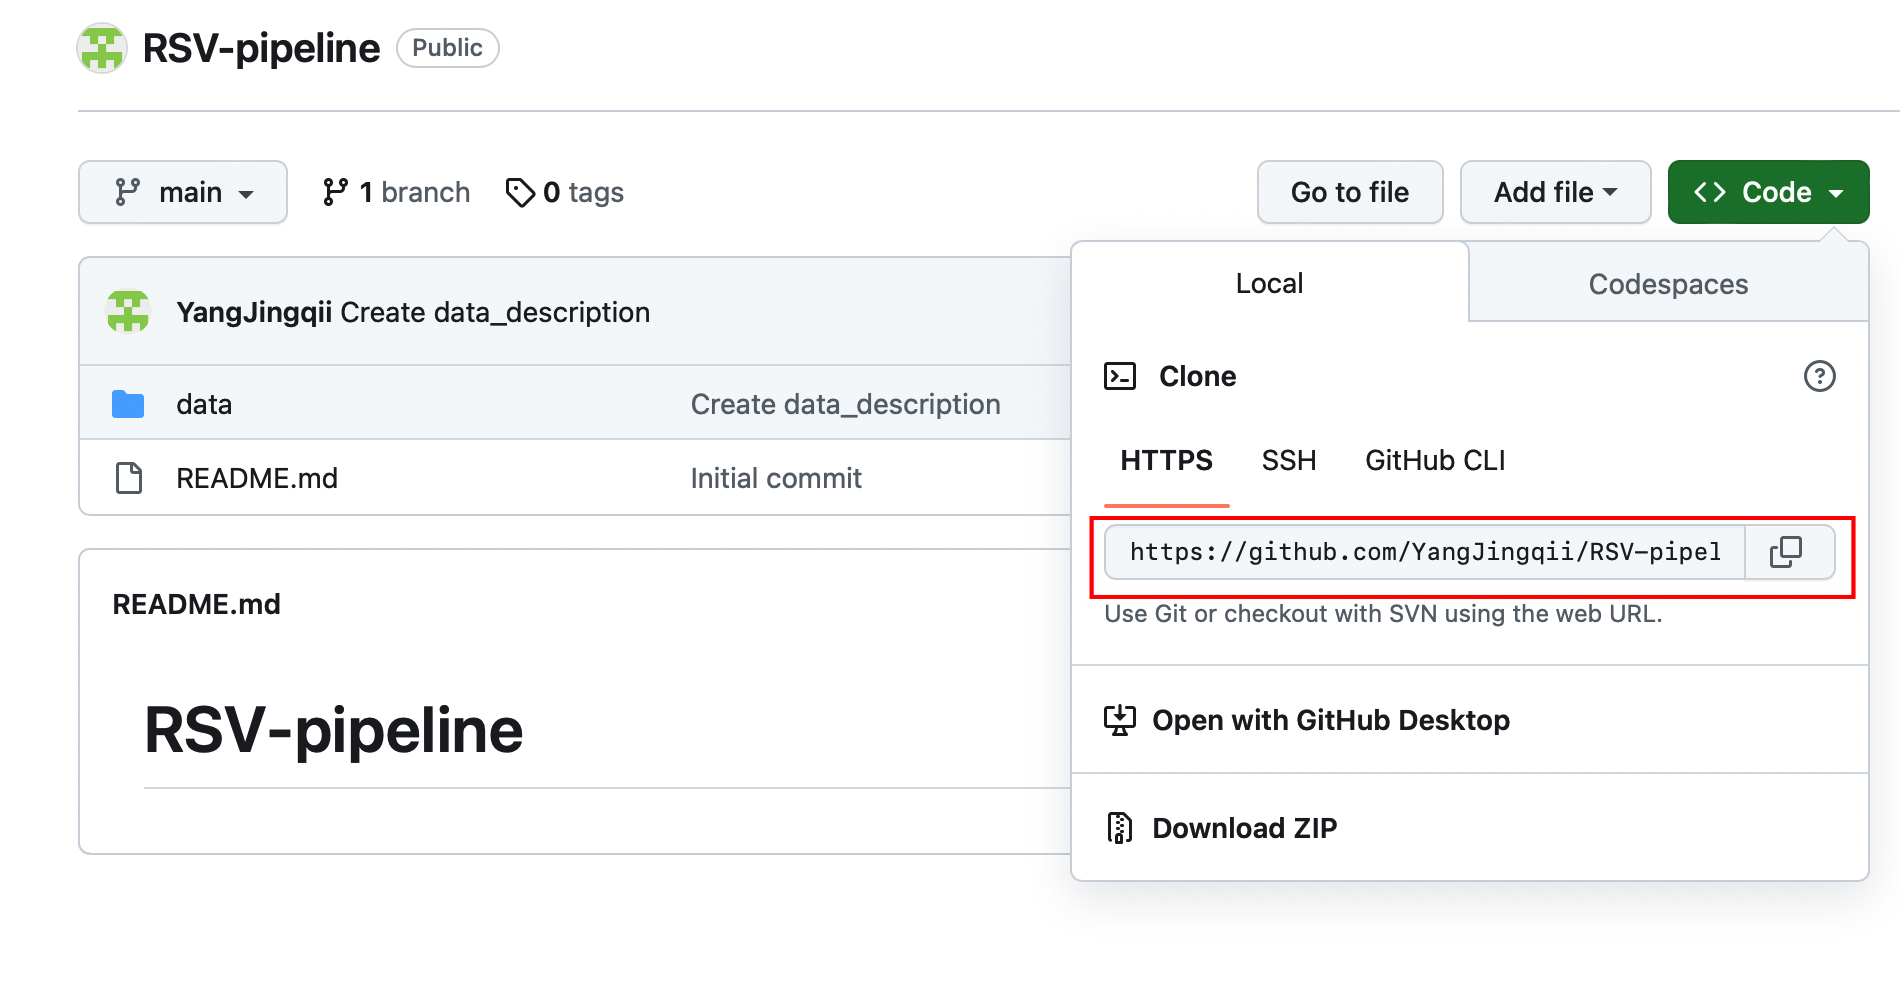 RSV-pipeline Public
main 1 branch 0 tags Go to file Add file Code
YangJingqii Create data_description
data Create data_description
README.md Initial commit
README.md
RSV-pipeline
Local Codespaces
Clone
HTTPS SSH GitHub CLI
https://github.com/YangJingqii/RSV-pipel
Use Git or checkout with SVN using the web URL.
Open with GitHub Desktop
Download ZIP